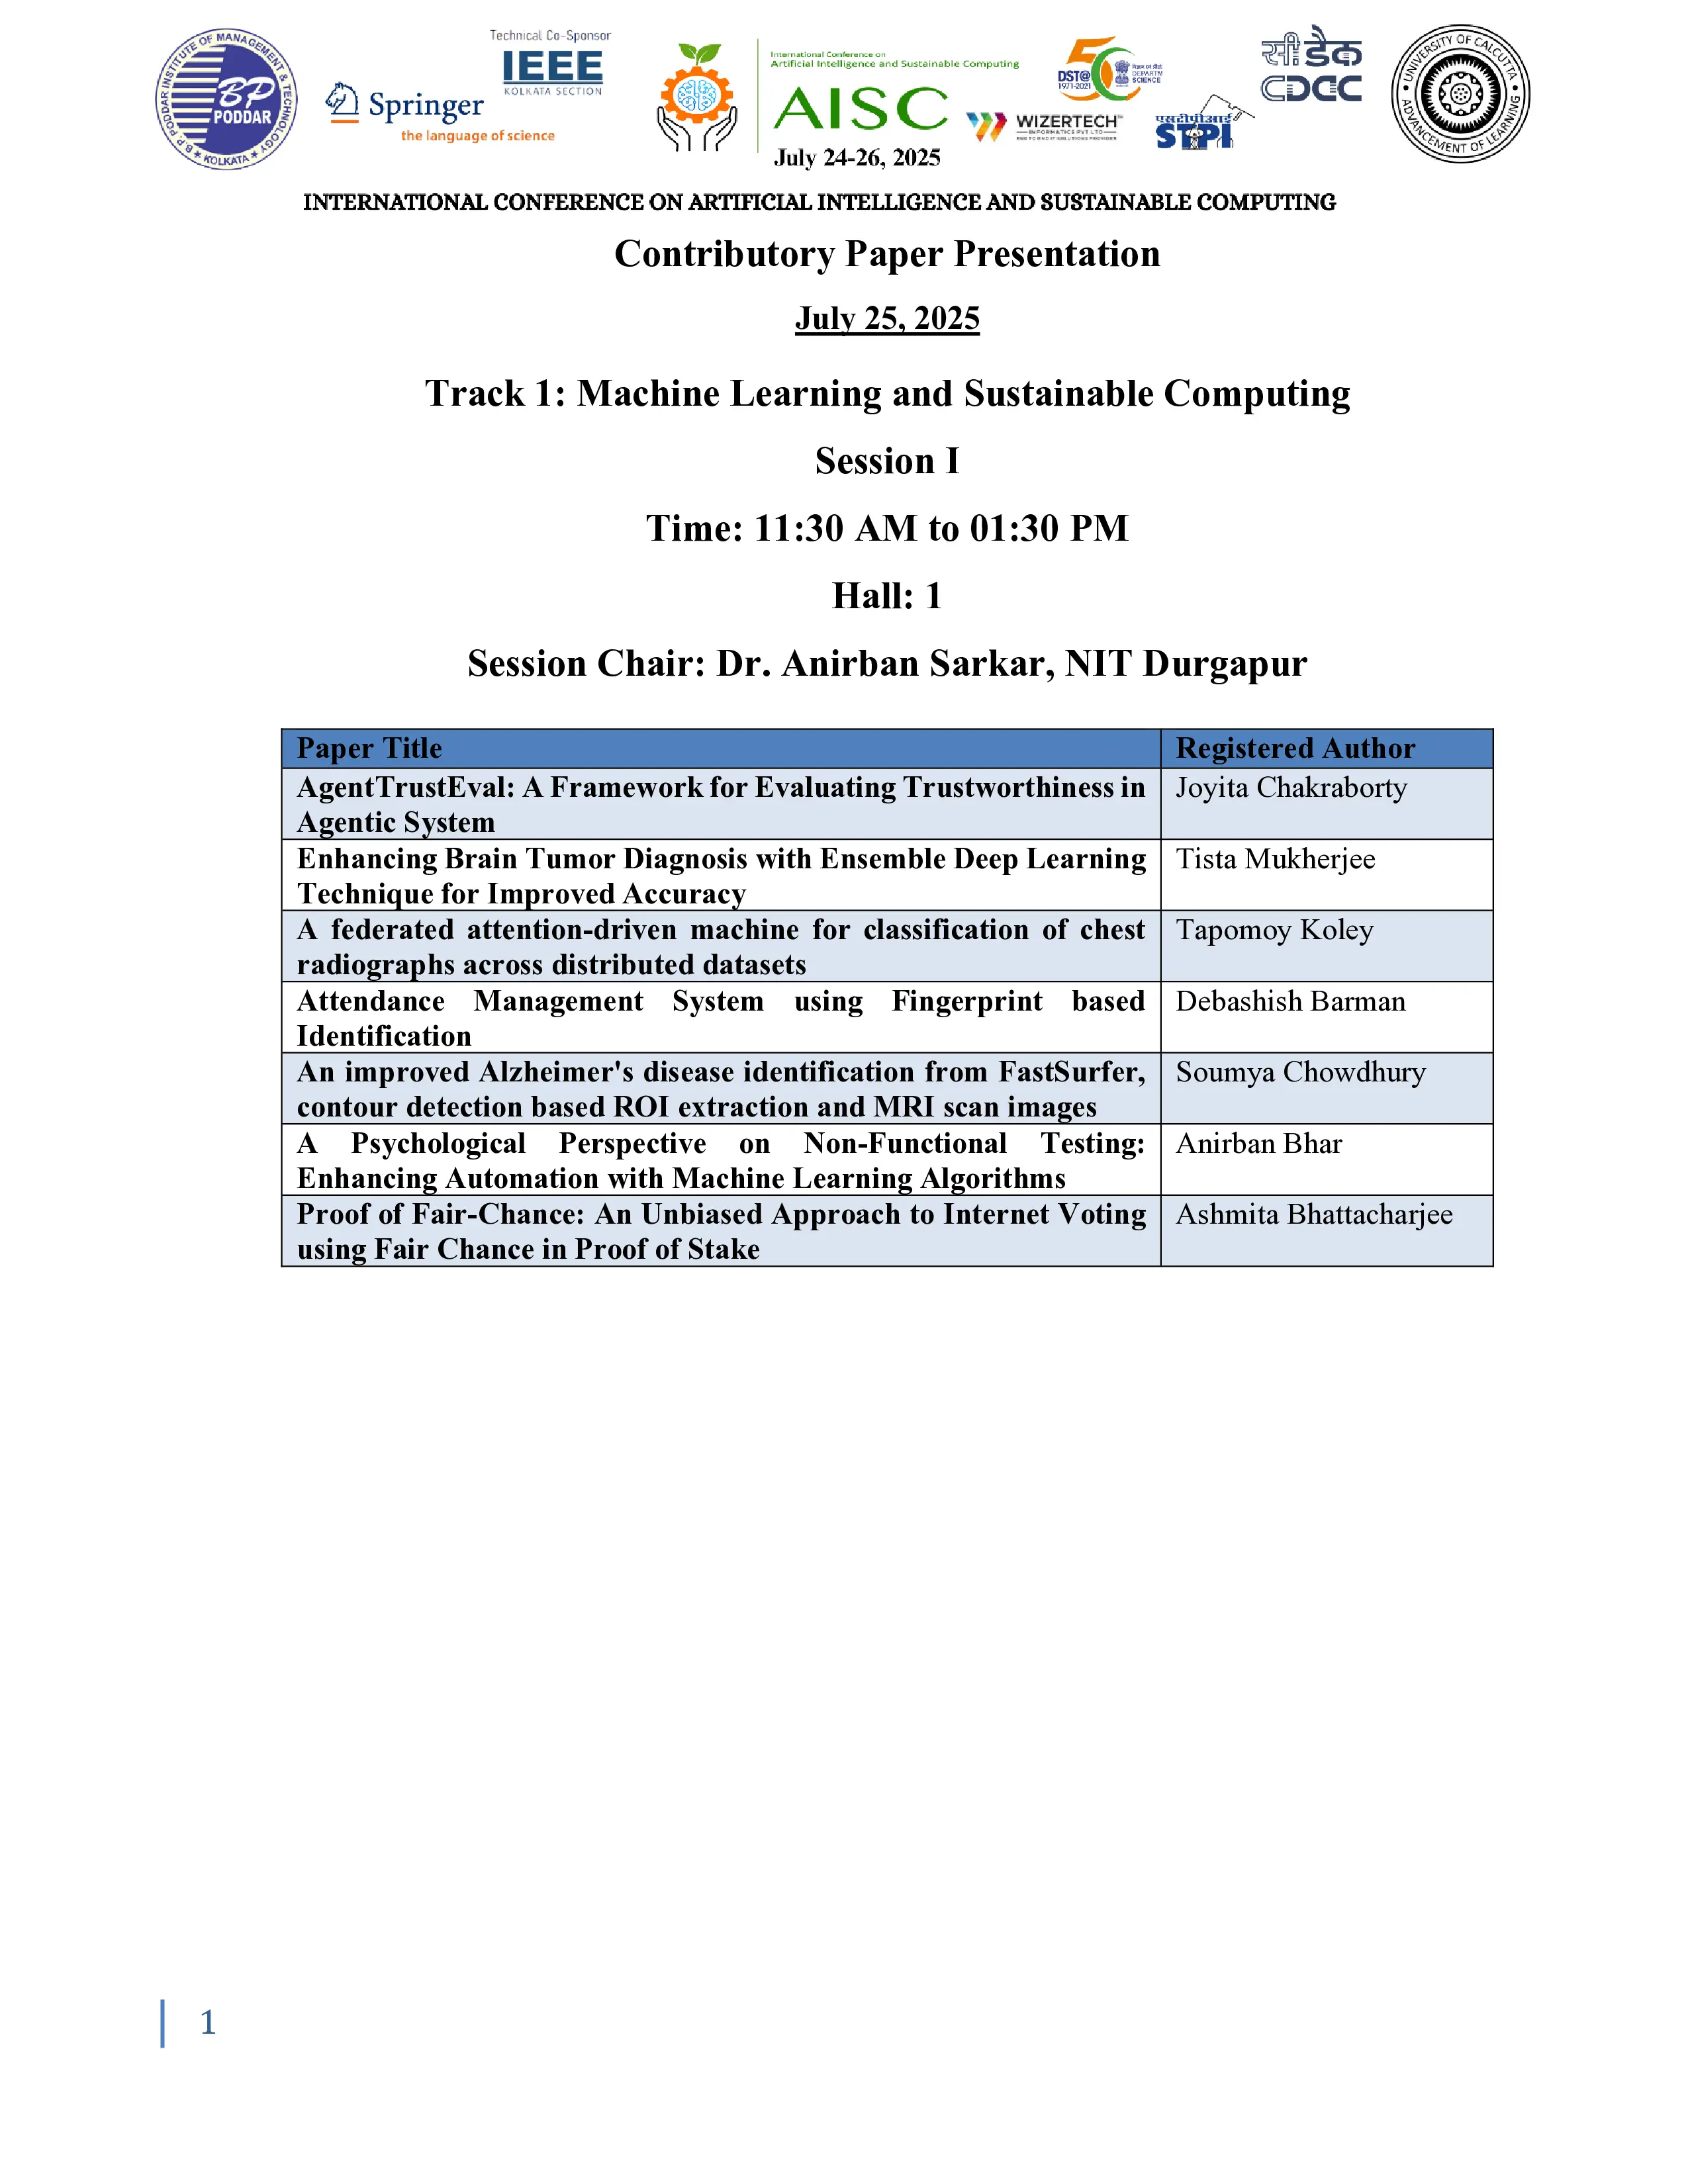 B. P. PODDAR INSTITUTE OF MANAGEMENT & TECHNOLOGY
BP
PODDAR
KOLKATA
Springer
the language of science
Technical Co-Sponsor
IEEE
KOLKATA SECTION
International Conference on
Artificial Intelligence and Sustainable Computing
AISC
July 24-26, 2025
DST@50
1971-2021
DEPARTM
SCIENCE
WIZERTECH
INFORMATICS PVT LTD
END TO END IT SOLUTIONS PROVIDER
एसटीपीआई
STPI
सी डैक
CDAC
UNIVERSITY OF CALCUTTA
ADVANCEMENT OF LEARNING
INTERNATIONAL CONFERENCE ON ARTIFICIAL INTELLIGENCE AND SUSTAINABLE COMPUTING
Contributory Paper Presentation
July 25, 2025
Track 1: Machine Learning and Sustainable Computing
Session I
Time: 11:30 AM to 01:30 PM
Hall: 1
Session Chair: Dr. Anirban Sarkar, NIT Durgapur
Paper Title Registered Author
AgentTrustEval: A Framework for Evaluating Trustworthiness in Joyita Chakraborty
Agentic System
Enhancing Brain Tumor Diagnosis with Ensemble Deep Learning Tista Mukherjee
Technique for Improved Accuracy
A federated attention-driven machine for classification of chest Tapomoy Koley
radiographs across distributed datasets
Attendance Management System using Fingerprint based Debashish Barman
Identification
An improved Alzheimer's disease identification from FastSurfer, Soumya Chowdhury
contour detection based ROI extraction and MRI scan images
A Psychological Perspective on Non-Functional Testing: Anirban Bhar
Enhancing Automation with Machine Learning Algorithms
Proof of Fair-Chance: An Unbiased Approach to Internet Voting Ashmita Bhattacharjee
using Fair Chance in Proof of Stake
1